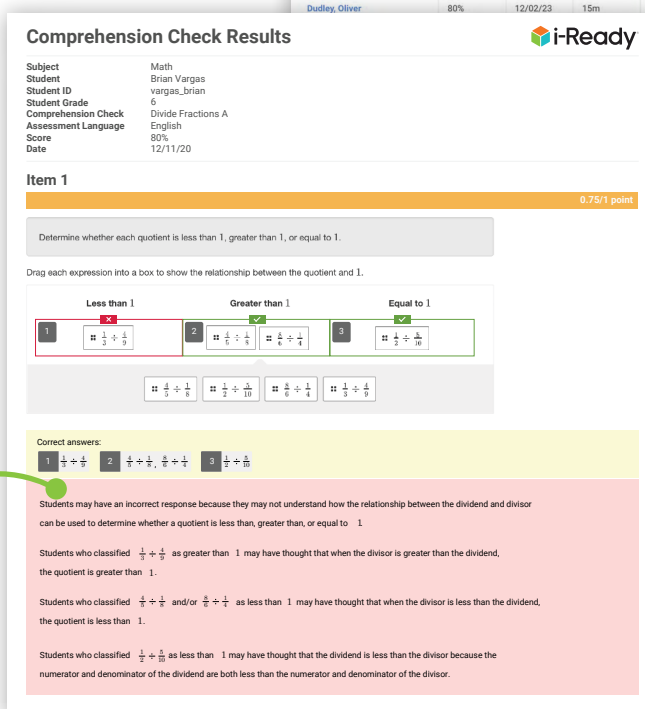 Dudley, Oliver 80% 12/02/23 15m
Comprehension Check Results
i-Ready
Subject Math
Student Brian Vargas
Student ID vargas_brian
Student Grade 6
Comprehension Check Divide Fractions A
Assessment Language English
Score 80%
Date 12/11/20
Item 1
0.75/1 point
Determine whether each quotient is less than 1, greater than 1, or equal to 1.
Drag each expression into a box to show the relationship between the quotient and 1.
Less than 1 Greater than 1 Equal to 1
1 1/3 ÷ 4/9 2 4/5 ÷ 1/8 8/6 ÷ 1/4 3 1/2 ÷ 5/10
4/5 ÷ 1/8 1/2 ÷ 5/10 8/6 ÷ 1/4 1/3 ÷ 4/9
Correct answers:
1 1/3 ÷ 4/9 2 4/5 ÷ 1/8, 8/6 ÷ 1/4 3 1/2 ÷ 5/10
Students may have an incorrect response because they may not understand how the relationship between the dividend and divisor
can be used to determine whether a quotient is less than, greater than, or equal to 1
Students who classified 1/3 ÷ 4/9 as greater than 1 may have thought that when the divisor is greater than the dividend,
the quotient is greater than 1.
Students who classified 4/5 ÷ 1/8 and/or 8/6 ÷ 1/4 as less than 1 may have thought that when the divisor is less than the dividend,
the quotient is less than 1.
Students who classified 1/2 ÷ 5/10 as less than 1 may have thought that the dividend is less than the divisor because the
numerator and denominator of the dividend are both less than the numerator and denominator of the divisor.